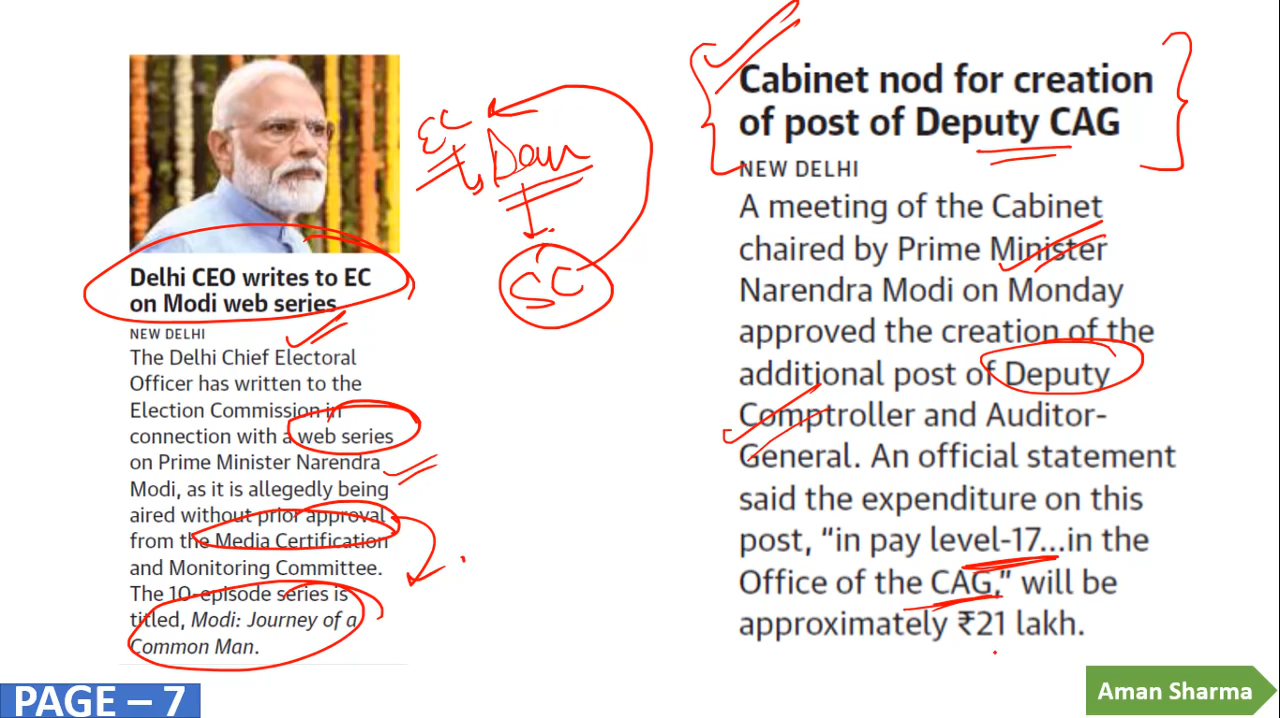 Delhi CEO writes to EC
on Modi web series
NEW DELHI
The Delhi Chief Electoral
Officer has written to the
Election Commission in
connection with a web series
on Prime Minister Narendra
Modi, as it is allegedly being
aired without prior approval
from the Media Certification
and Monitoring Committee.
The 10-episode series is
titled, Modi: Journey of a
Common Man.
EC
SC
Cabinet nod for creation
of post of Deputy CAG
NEW DELHI
A meeting of the Cabinet
chaired by Prime Minister
Narendra Modi on Monday
approved the creation of the
additional post of Deputy
Comptroller and Auditor-
General. An official statement
said the expenditure on this
post, “in pay level-17...in the
Office of the CAG,” will be
approximately ₹21 lakh.
PAGE – 7
Aman Sharma